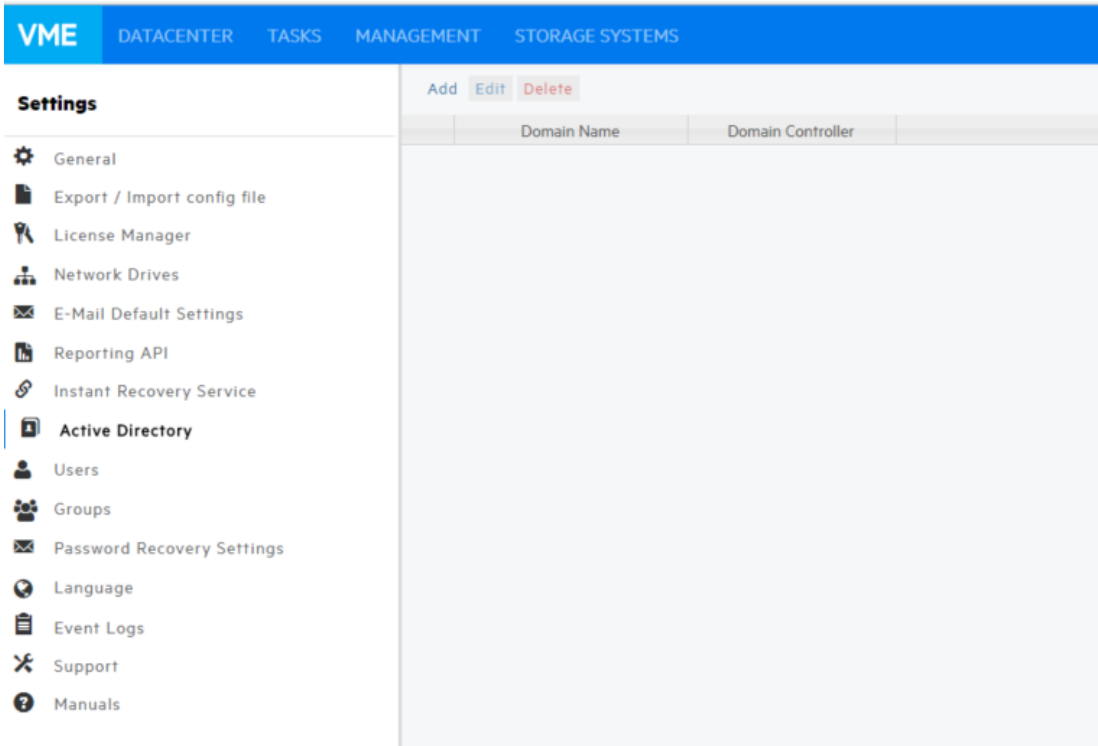 VME DATACENTER TASKS MANAGEMENT STORAGE SYSTEMS
Settings
General
Export / Import config file
License Manager
Network Drives
E-Mail Default Settings
Reporting API
Instant Recovery Service
Active Directory
Users
Groups
Password Recovery Settings
Language
Event Logs
Support
Manuals
Add Edit Delete
Domain Name Domain Controller